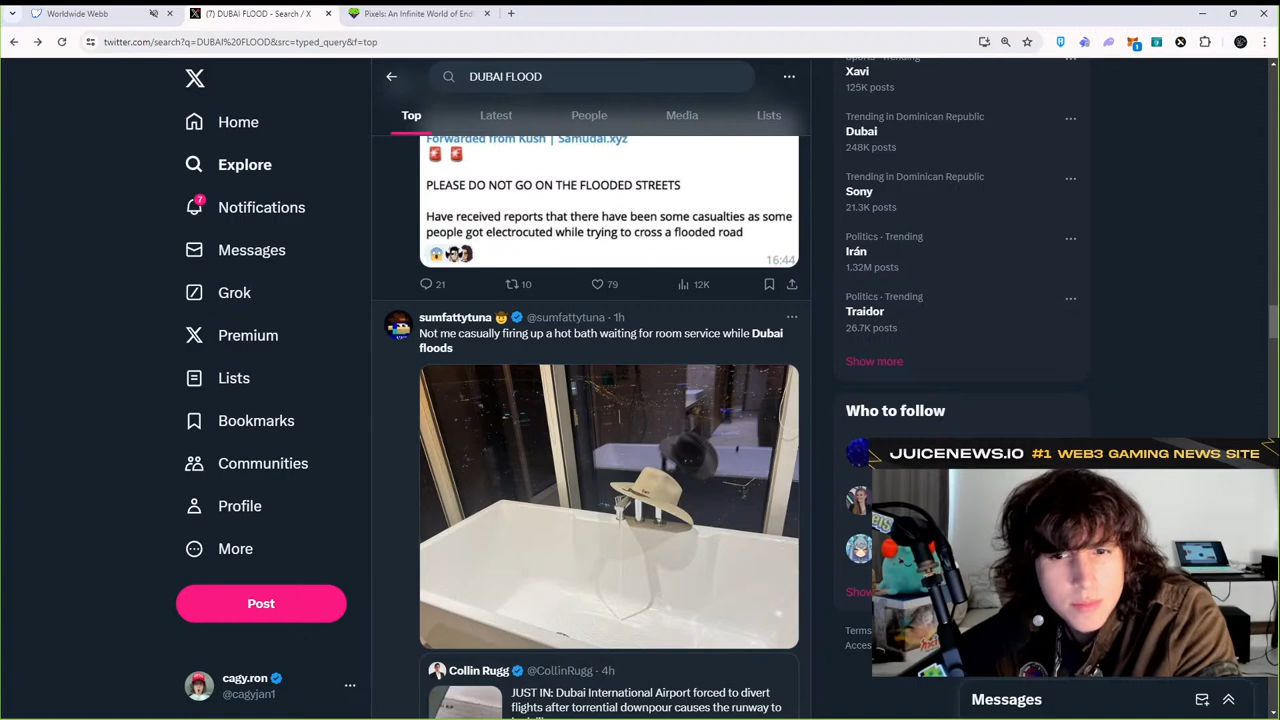 Worldwide Webb
(7) DUBAI FLOOD - Search / X
Pixels: An Infinite World of End
twitter.com/search?q=DUBAI%20FLOOD&src=typed_query&f=top
1
Home
Explore
7
Notifications
Messages
Grok
Premium
Lists
Bookmarks
Communities
Profile
More
Post
cagy.ron
@cagyjan1
DUBAI FLOOD
Top
Latest
People
Media
Lists
Forwarded from Kush | Samudai.xyz
PLEASE DO NOT GO ON THE FLOODED STREETS
Have received reports that there have been some casualties as some
people got electrocuted while trying to cross a flooded road
16:44
21
10
79
12K
sumfattytuna 🤠 @sumfattytuna · 1h
Not me casually firing up a hot bath waiting for room service while Dubai
floods
Collin Rugg @CollinRugg · 4h
JUST IN: Dubai International Airport forced to divert
flights after torrential downpour causes the runway to
Sports · Trending
Xavi
125K posts
Trending in Dominican Republic
Dubai
248K posts
Trending in Dominican Republic
Sony
21.3K posts
Politics · Trending
Irán
1.32M posts
Politics · Trending
Traidor
26.7K posts
Show more
Who to follow
JUICENEWS.IO #1 WEB3 GAMING NEWS SITE
Show
Terms
Acce
Messages